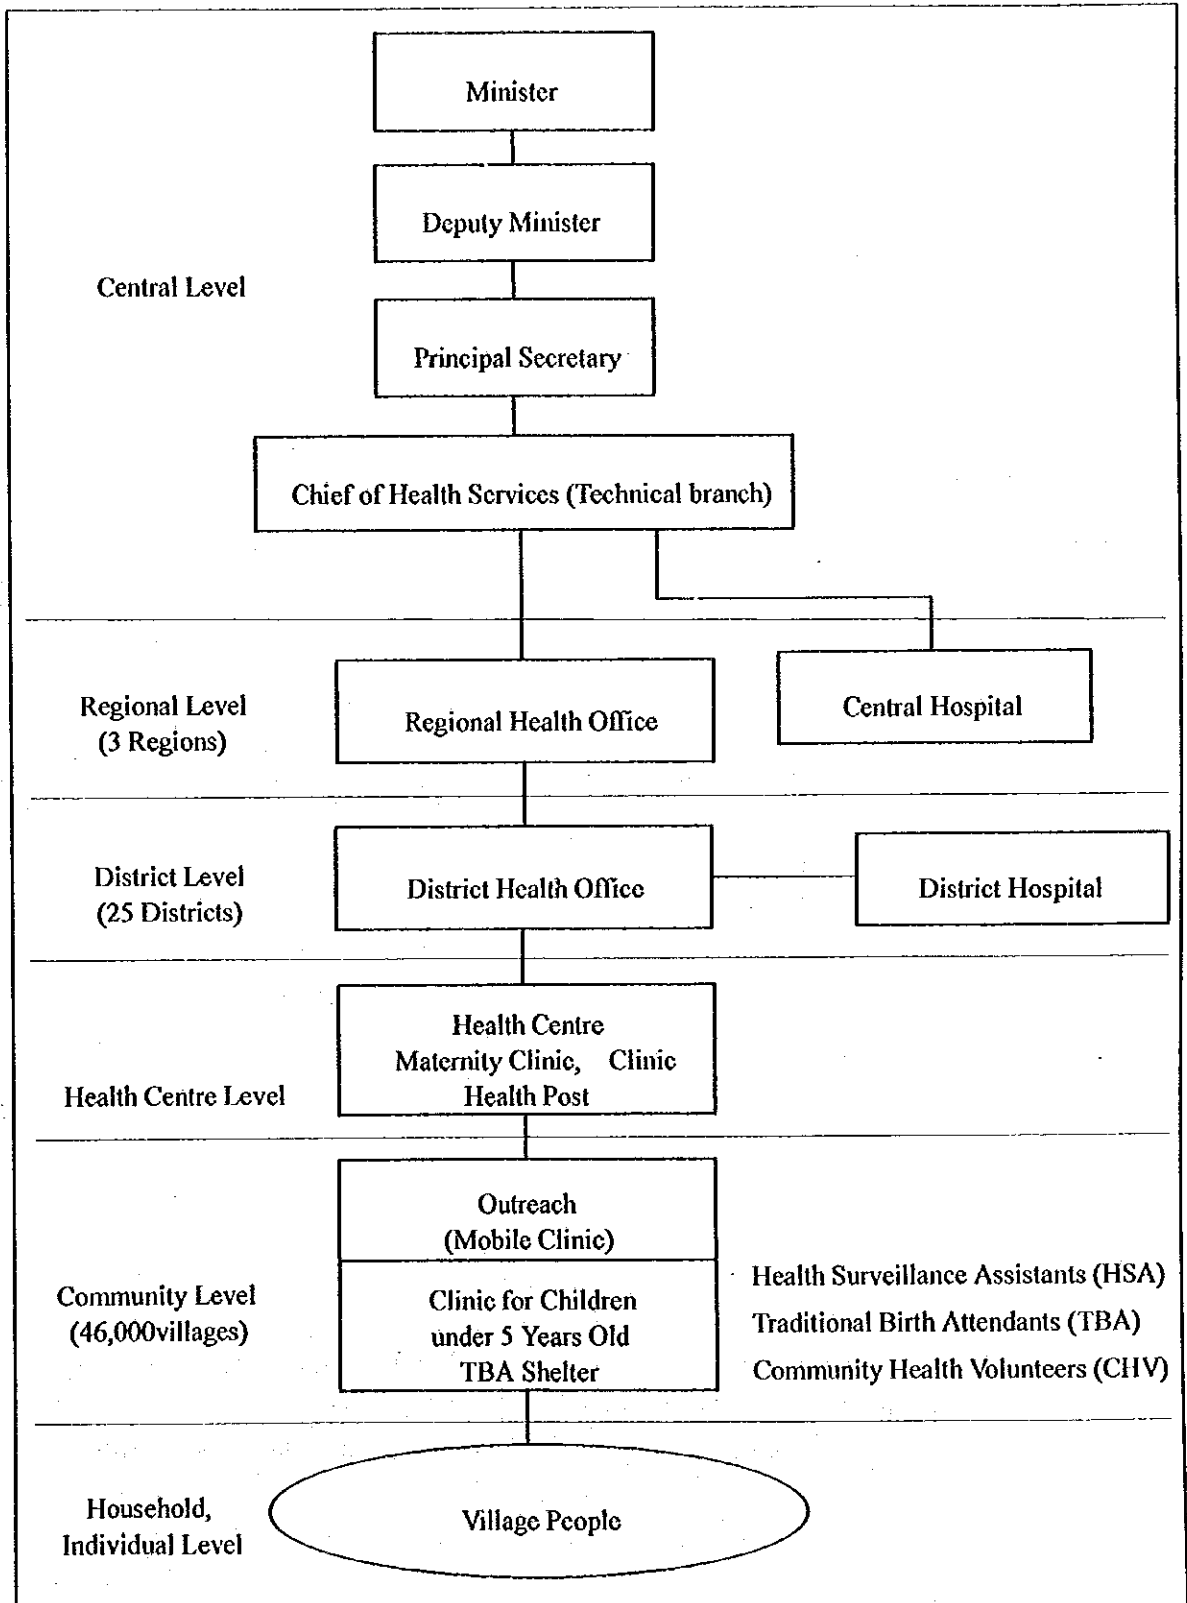 Minister
Deputy Minister
Central Level
Principal Secretary
Chief of Health Services (Technical branch)
Regional Level
(3 Regions)
Regional Health Office
Central Hospital
District Level
(25 Districts)
District Health Office
District Hospital
Health Centre Level
Health Centre
Maternity Clinic, Clinic
Health Post
Community Level
(46,000villages)
Outreach
(Mobile Clinic)
Clinic for Children
under 5 Years Old
TBA Shelter
Health Surveillance Assistants (HSA)
Traditional Birth Attendants (TBA)
Community Health Volunteers (CHV)
Household,
Individual Level
Village People